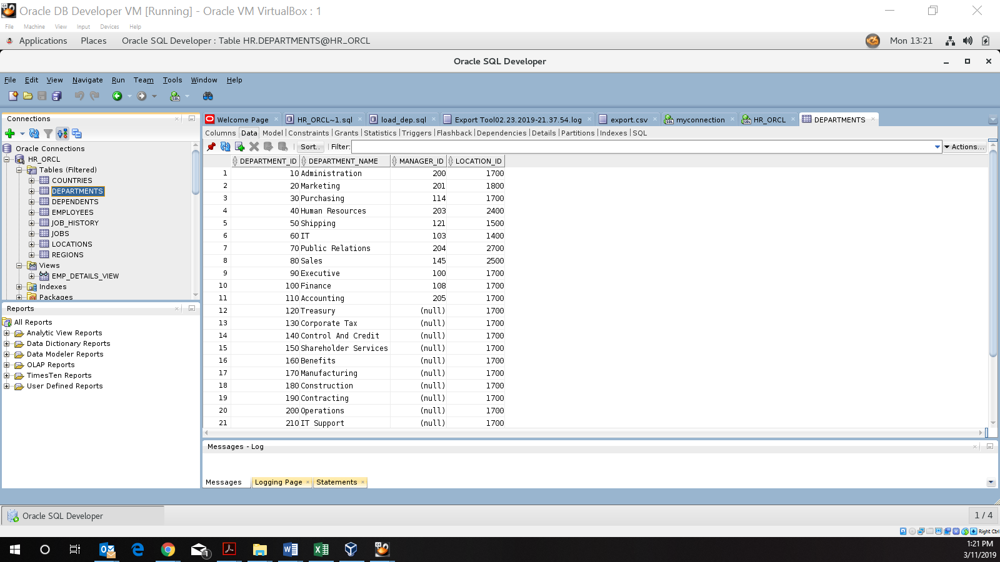 Oracle DB Developer VM [Running] - Oracle VM VirtualBox : 1
File Machine View Input Devices Help
Applications Places Oracle SQL Developer : Table HR.DEPARTMENTS@HR_ORCL Mon 13:21
Oracle SQL Developer
File Edit View Navigate Run Team Tools Window Help
Connections
Oracle Connections
HR_ORCL
Tables (Filtered)
COUNTRIES
DEPARTMENTS
DEPENDENTS
EMPLOYEES
JOB_HISTORY
JOBS
LOCATIONS
REGIONS
Views
EMP_DETAILS_VIEW
Indexes
Packages
Reports
All Reports
Analytic View Reports
Data Dictionary Reports
Data Modeler Reports
OLAP Reports
TimesTen Reports
User Defined Reports
Welcome Page HR_ORCL~1.sql load_dep.sql Export Tool02.23.2019-21.37.54.log export.csv myconnection HR_ORCL DEPARTMENTS
Columns Data Model Constraints Grants Statistics Triggers Flashback Dependencies Details Partitions Indexes SQL
Sort.. Filter: Actions...
DEPARTMENT_ID DEPARTMENT_NAME MANAGER_ID LOCATION_ID
1 10 Administration 200 1700
2 20 Marketing 201 1800
3 30 Purchasing 114 1700
4 40 Human Resources 203 2400
5 50 Shipping 121 1500
6 60 IT 103 1400
7 70 Public Relations 204 2700
8 80 Sales 145 2500
9 90 Executive 100 1700
10 100 Finance 108 1700
11 110 Accounting 205 1700
12 120 Treasury (null) 1700
13 130 Corporate Tax (null) 1700
14 140 Control And Credit (null) 1700
15 150 Shareholder Services (null) 1700
16 160 Benefits (null) 1700
17 170 Manufacturing (null) 1700
18 180 Construction (null) 1700
19 190 Contracting (null) 1700
20 200 Operations (null) 1700
21 210 IT Support (null) 1700
Messages - Log
Messages Logging Page Statements
Oracle SQL Developer 1 / 4
Right Ctrl
1:21 PM
3/11/2019